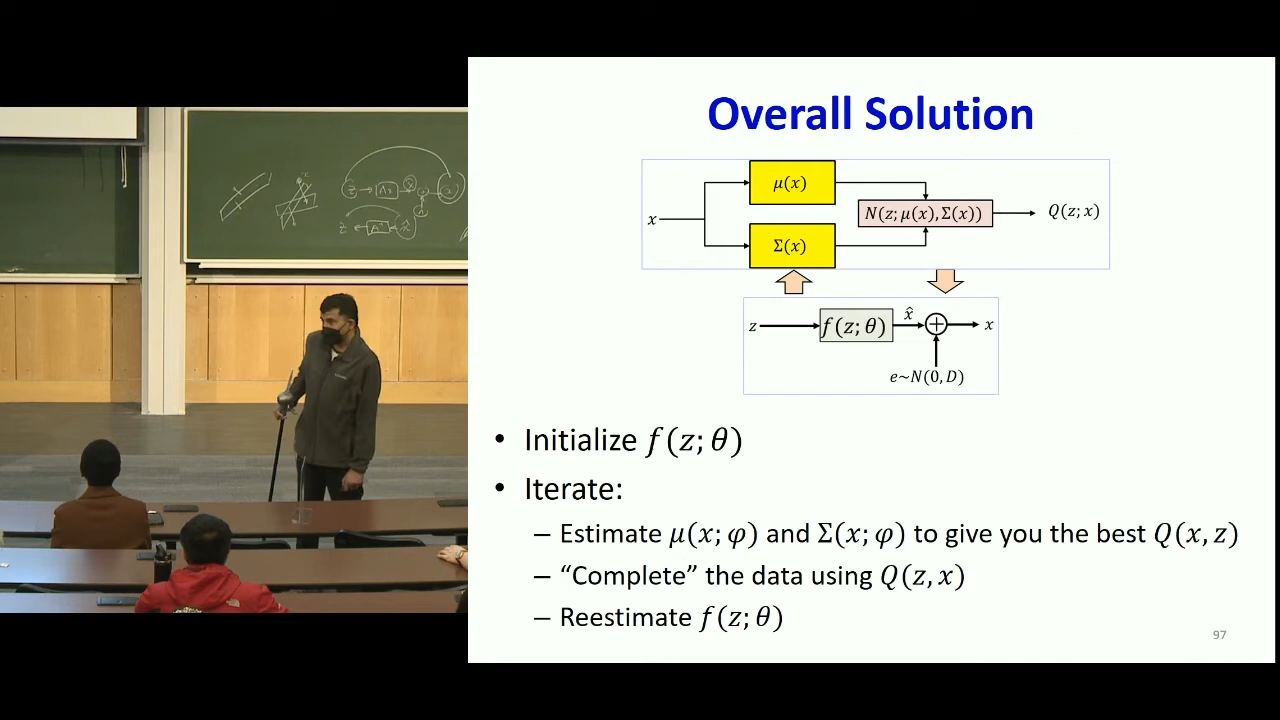 Overall Solution
μ(x)
x
N(z; μ(x), Σ(x))
Q(z; x)
Σ(x)
z
f(z; θ)
x̂
x
e~N(0, D)
• Initialize f(z; θ)
• Iterate:
– Estimate μ(x; φ) and Σ(x; φ) to give you the best Q(x, z)
– “Complete” the data using Q(z, x)
– Reestimate f(z; θ)
97